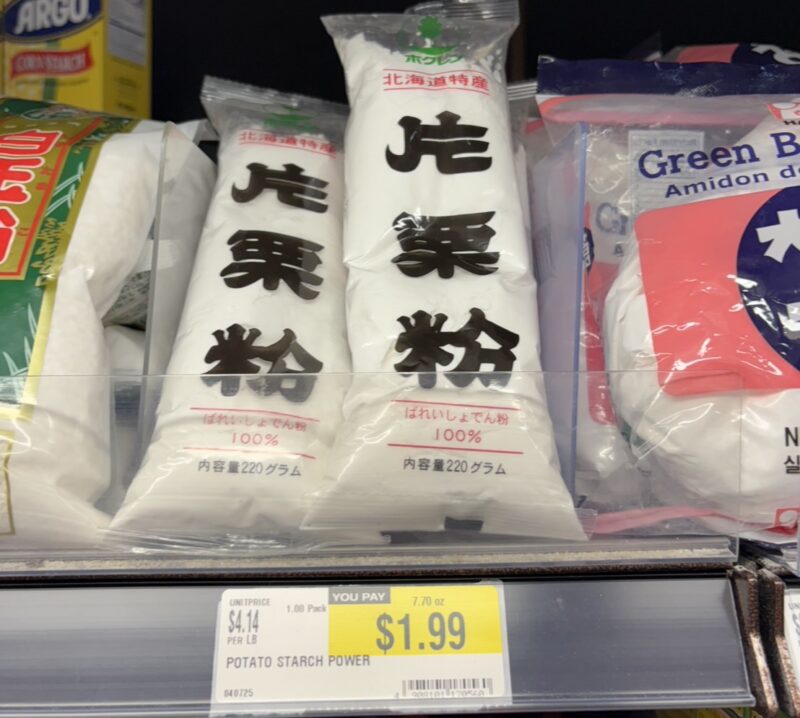 ARGO
CORN STARCH
ホクレン
北海道特産
片栗粉
ばれいしょでん粉
100%
内容量220グラム
北海道特産
片栗粉
ばれいしょでん粉
100%
内容量220グラム
Green B
Amidon d
UNITPRICE
$4.14
PER LB
1.00 Pack
YOU PAY
7.70 oz
$1.99
POTATO STARCH POWER
040725